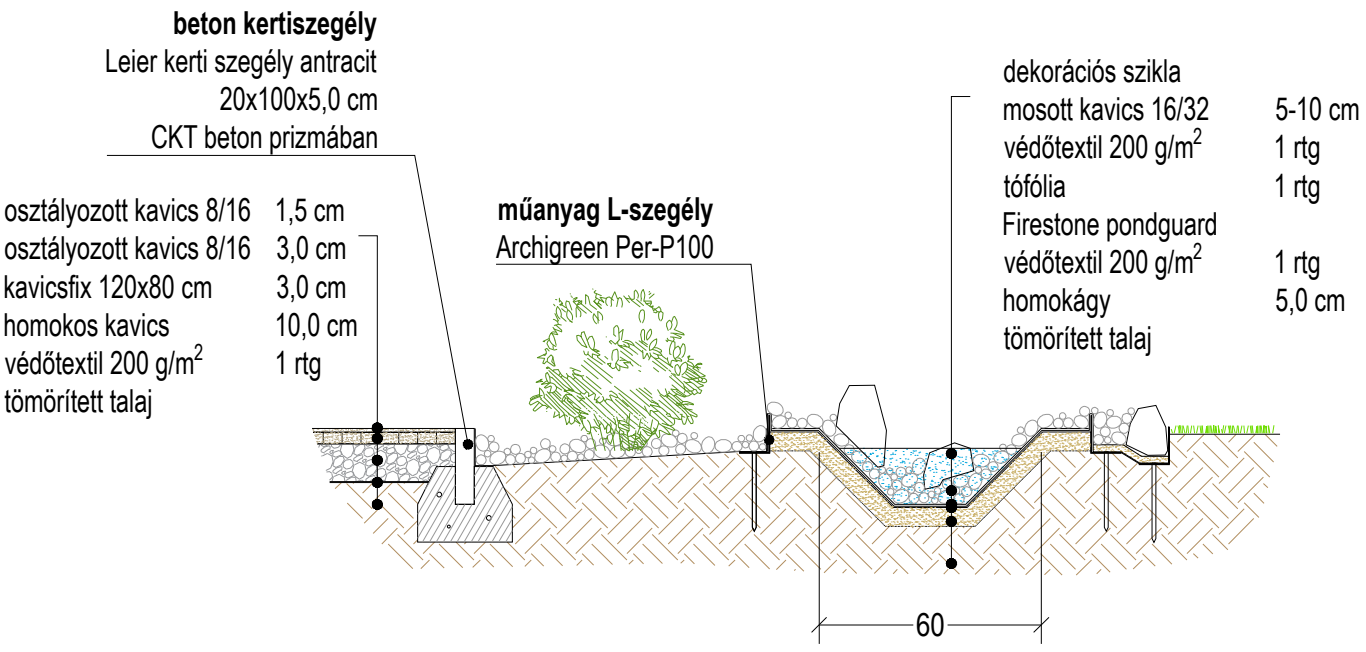 beton kertiszegély
Leier kerti szegély antracit
20x100x5,0 cm
CKT beton prizmában
osztályozott kavics 8/16 1,5 cm
osztályozott kavics 8/16 3,0 cm
kavicsfix 120x80 cm 3,0 cm
homokos kavics 10,0 cm
védőtextil 200 g/m² 1 rtg
tömörített talaj
műanyag L-szegély
Archigreen Per-P100
dekorációs szikla
mosott kavics 16/32 5-10 cm
védőtextil 200 g/m² 1 rtg
tófólia 1 rtg
Firestone pondguard
védőtextil 200 g/m² 1 rtg
homokágy 5,0 cm
tömörített talaj
60